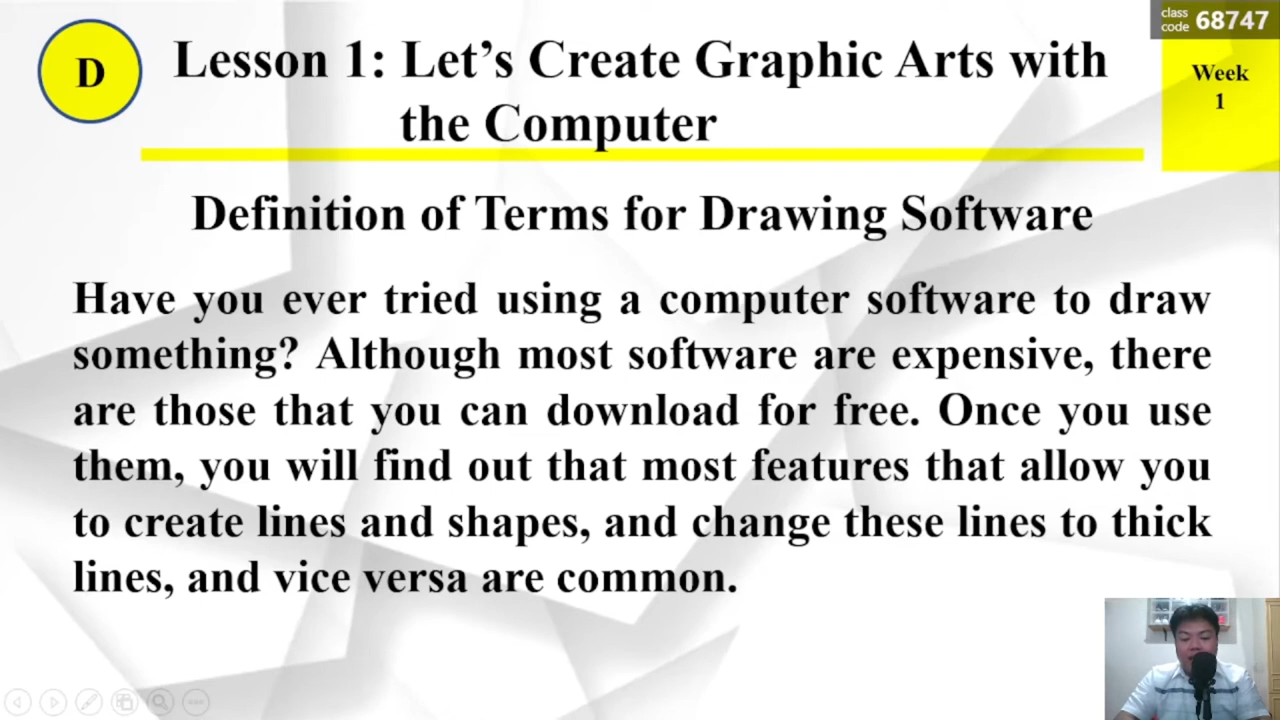 class
code 68747
D
Lesson 1: Let’s Create Graphic Arts with
the Computer
Week
1
Definition of Terms for Drawing Software
Have you ever tried using a computer software to draw
something? Although most software are expensive, there
are those that you can download for free. Once you use
them, you will find out that most features that allow you
to create lines and shapes, and change these lines to thick
lines, and vice versa are common.